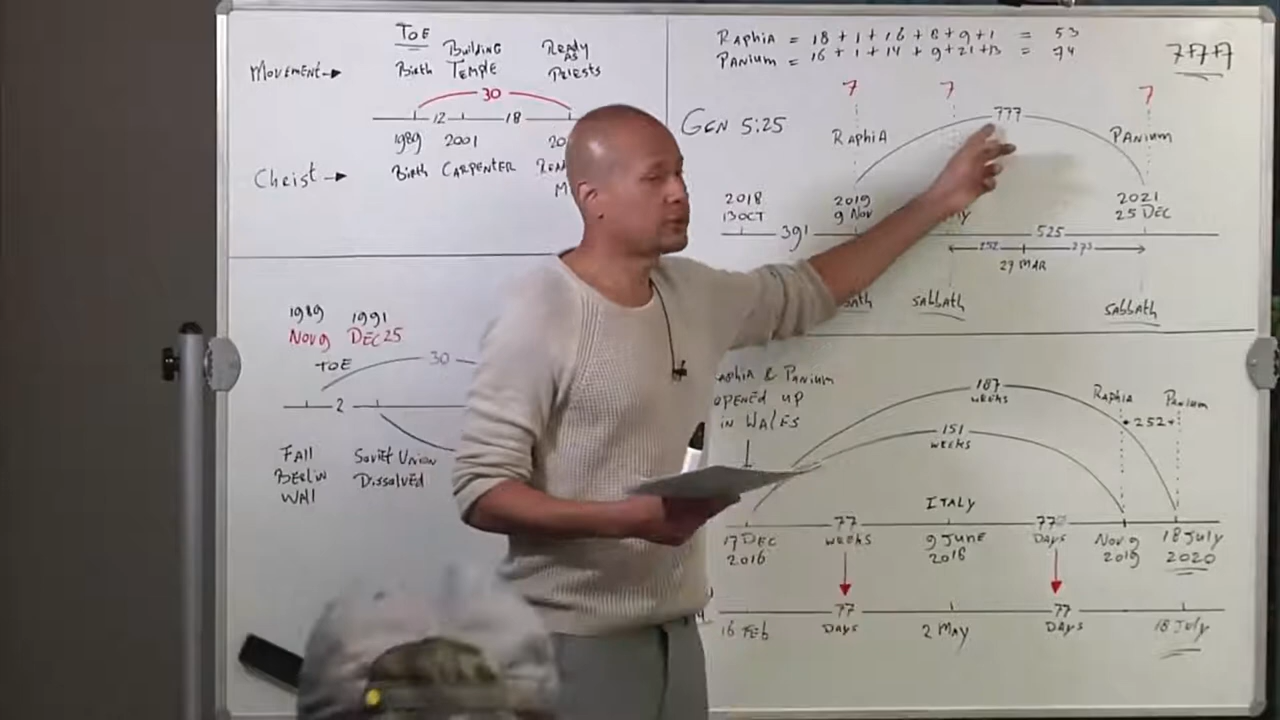 ToE
Building
Ready
Movement→
Birth
Temple
As
Priests
30
12
18
1989
2001
20
Christ→
Birth
CARPENTER
REA
M
RAPHIA = 18 + 1 + 16 + 8 + 9 + 1 = 53
PANIUM = 16 + 1 + 14 + 9 + 21 + 13 = 74
777
7
7
7
GEN 5:25
777
RAPHIA
PANIUM
2018
13 OCT
2019
9 Nov
2021
25 DEC
391
525
252
273
29 MAR
bath
sabbath
sabbath
1989
1991
Nov 9
DEC 25
TOE
30
2
FALL
BERLIN
WALL
Soviet Union
Dissolved
aphia & Panium
opened up
in WALES
187
WEEKS
151
WEEKS
Raphia
Panium
252
ITALY
17 DEC
2016
77
WEEKS
9 JUNE
2018
777
DAYS
Nov 9
2019
18 July
2020
16 Feb
77
DAYS
2 MAY
77
DAYS
18 July